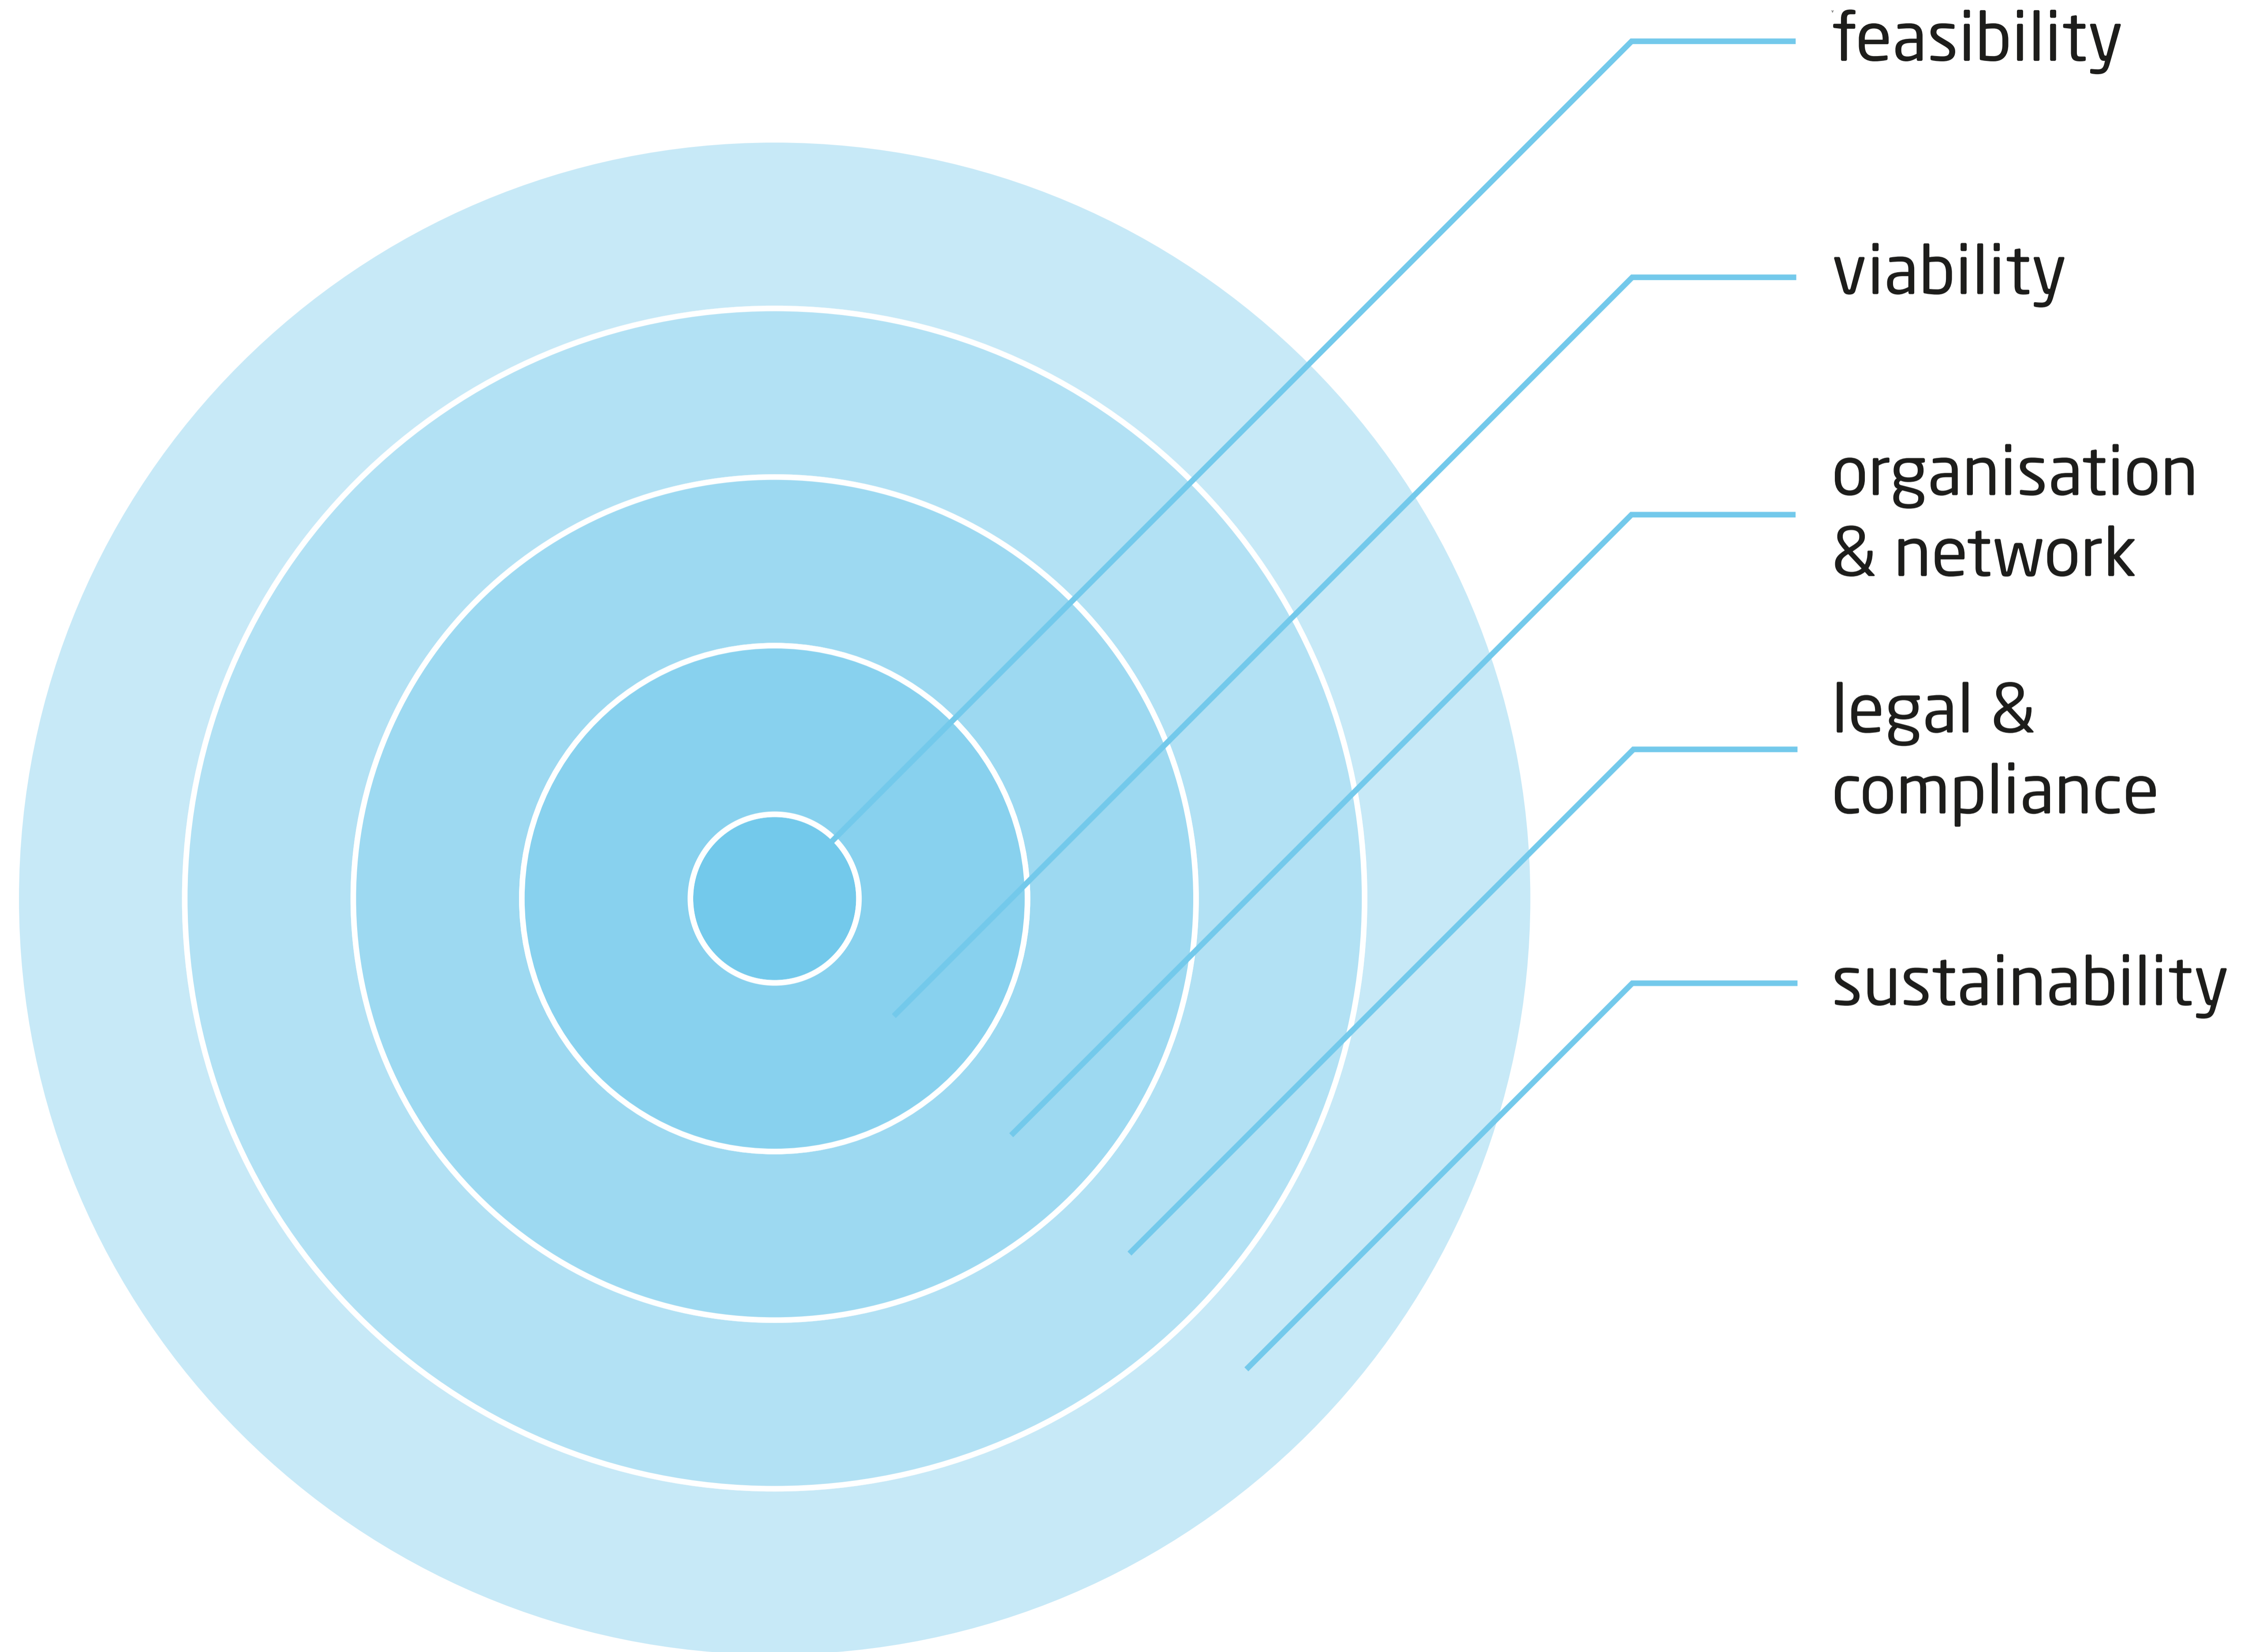 feasibility
viability
organisation
& network
legal &
compliance
sustainability